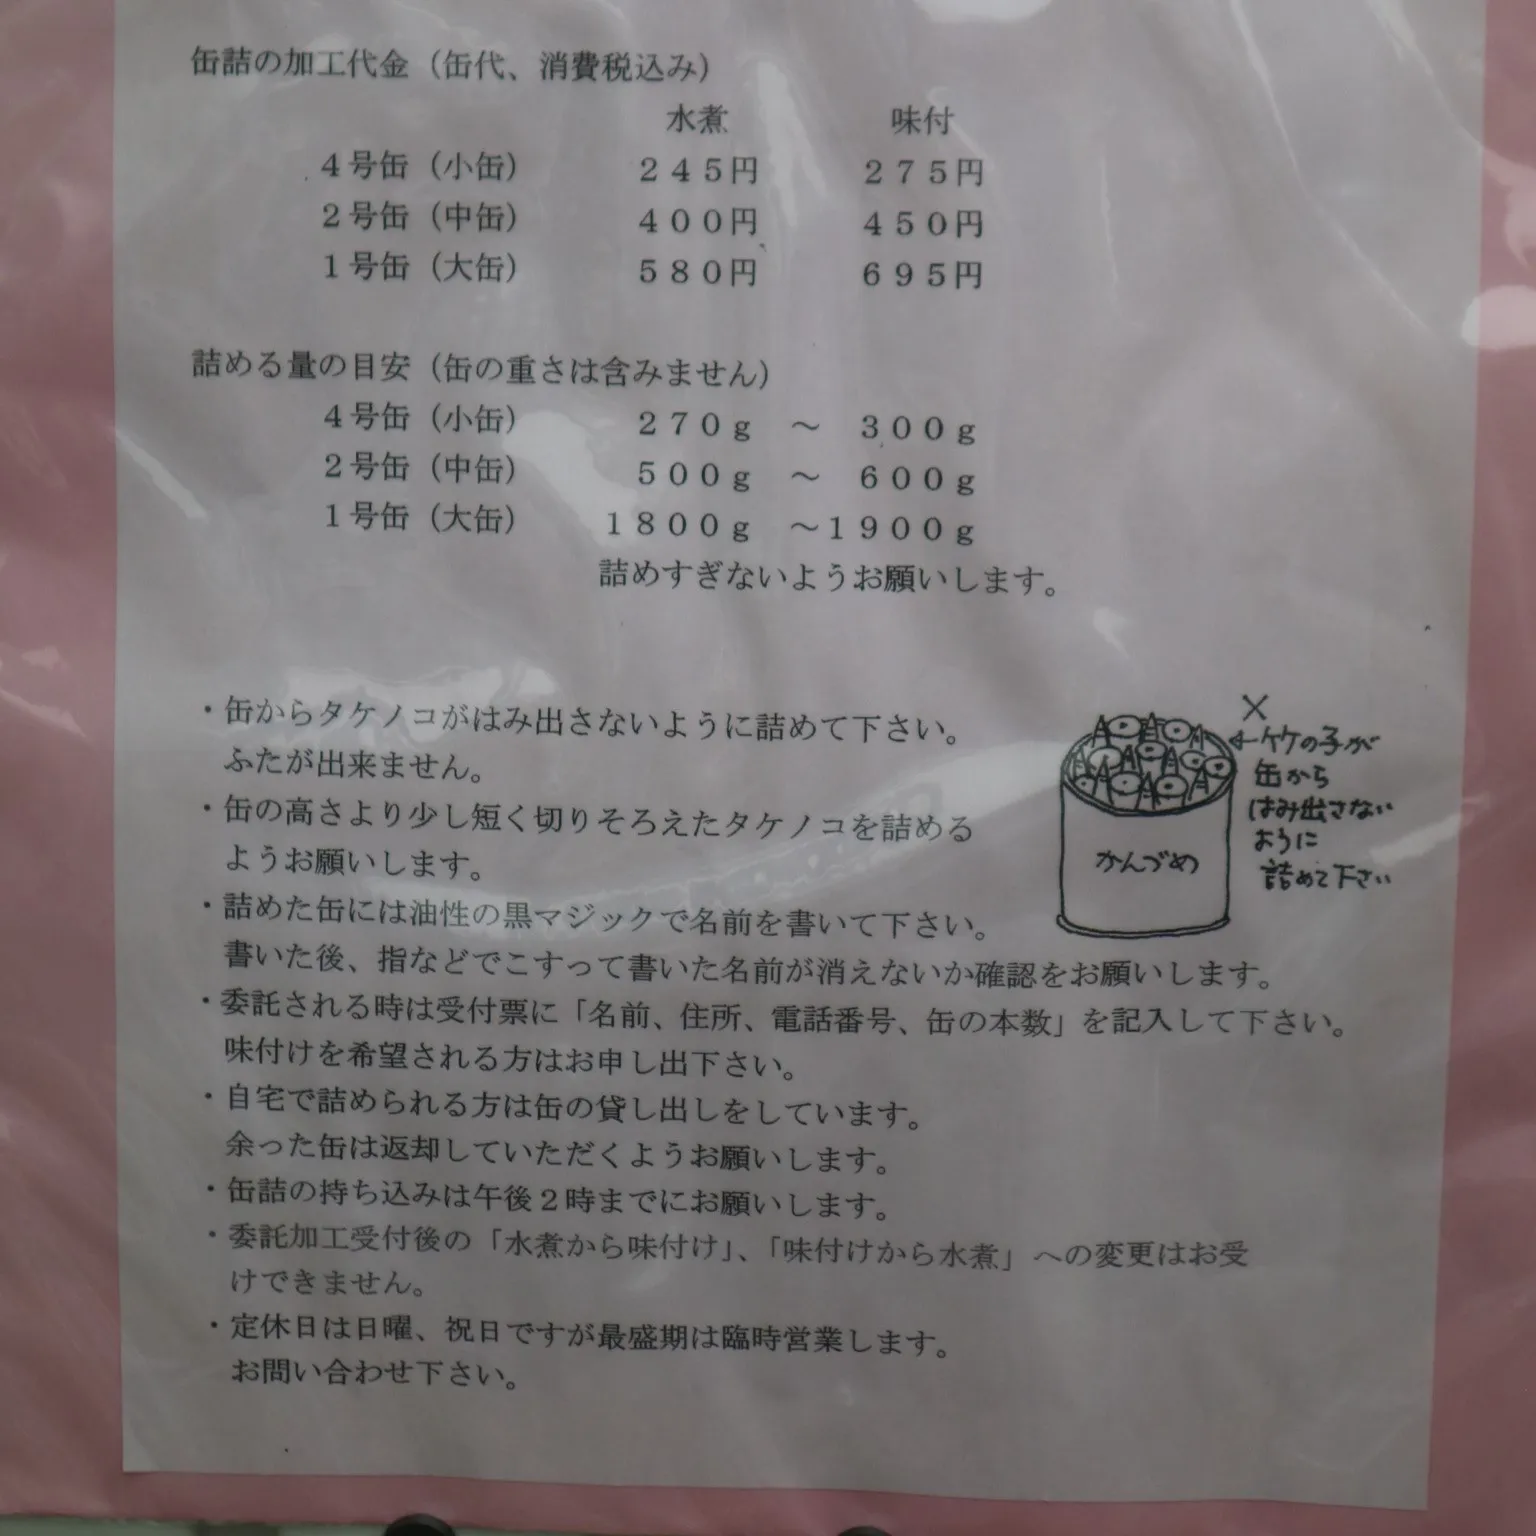 缶詰の加工代金（缶代、消費税込み）
水煮　味付
４号缶（小缶）　２４５円　２７５円
２号缶（中缶）　４００円　４５０円
１号缶（大缶）　５８０円　６９５円
詰める量の目安（缶の重さは含みません）
４号缶（小缶）　２７０ｇ　～　３００ｇ
２号缶（中缶）　５００ｇ　～　６００ｇ
１号缶（大缶）　１８００ｇ　～１９００ｇ
詰めすぎないようお願いします。
・缶からタケノコがはみ出さないように詰めて下さい。
ふたが出来ません。
・缶の高さより少し短く切りそろえたタケノコを詰める
ようお願いします。
・詰めた缶には油性の黒マジックで名前を書いて下さい。
書いた後、指などでこすって書いた名前が消えないか確認をお願いします。
・委託される時は受付票に「名前、住所、電話番号、缶の本数」を記入して下さい。
味付けを希望される方はお申し出下さい。
・自宅で詰められる方は缶の貸し出しをしています。
余った缶は返却していただくようお願いします。
・缶詰の持ち込みは午後２時までにお願いします。
・委託加工受付後の「水煮から味付け」、「味付けから水煮」への変更はお受
けできません。
・定休日は日曜、祝日ですが最盛期は臨時営業します。
お問い合わせ下さい。
×
←竹の子が
缶から
はみ出さない
ように
詰めて下さい
かんづめ